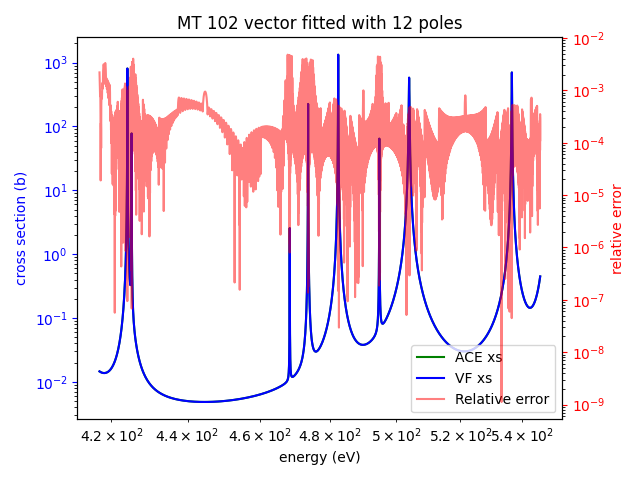 MT 102 vector fitted with 12 poles
10³
10²
10¹
10⁰
10⁻¹
10⁻²
cross section (b)
10⁻²
10⁻³
10⁻⁴
10⁻⁵
10⁻⁶
10⁻⁷
10⁻⁸
10⁻⁹
relative error
ACE xs
VF xs
Relative error
4.2 × 10² 4.4 × 10² 4.6 × 10² 4.8 × 10² 5 × 10² 5.2 × 10² 5.4 × 10²
energy (eV)